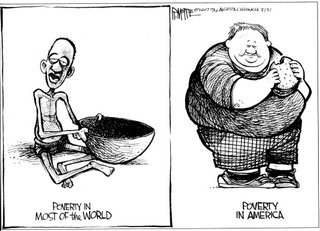 POVERTY IN
MOST of the WORLD
POVERTY
IN AMERICA